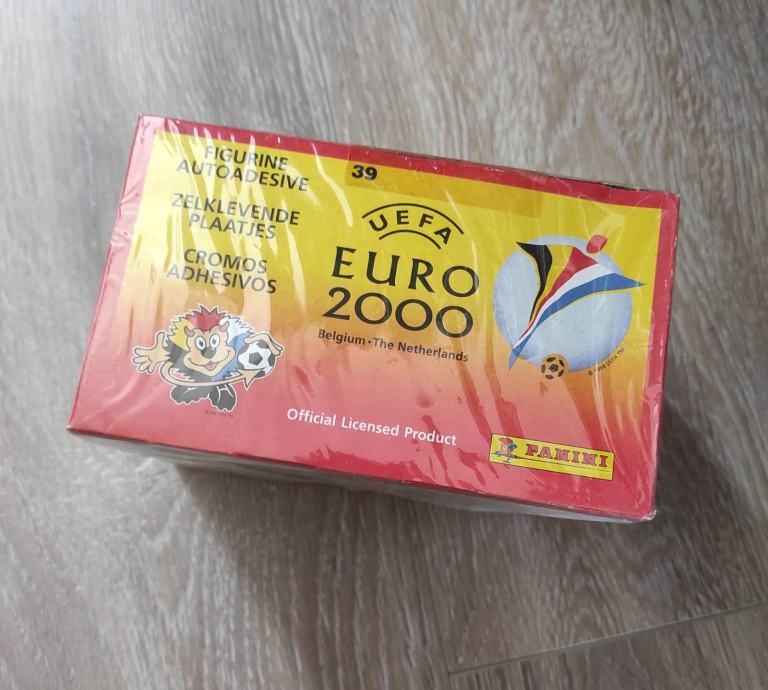 FIGURINE
AUTOADESIVE
ZELKLEVENDE
PLAATJES
CROMOS
ADHESIVOS
39
UEFA
EURO
2000
Belgium · The Netherlands
Official Licensed Product
PANINI